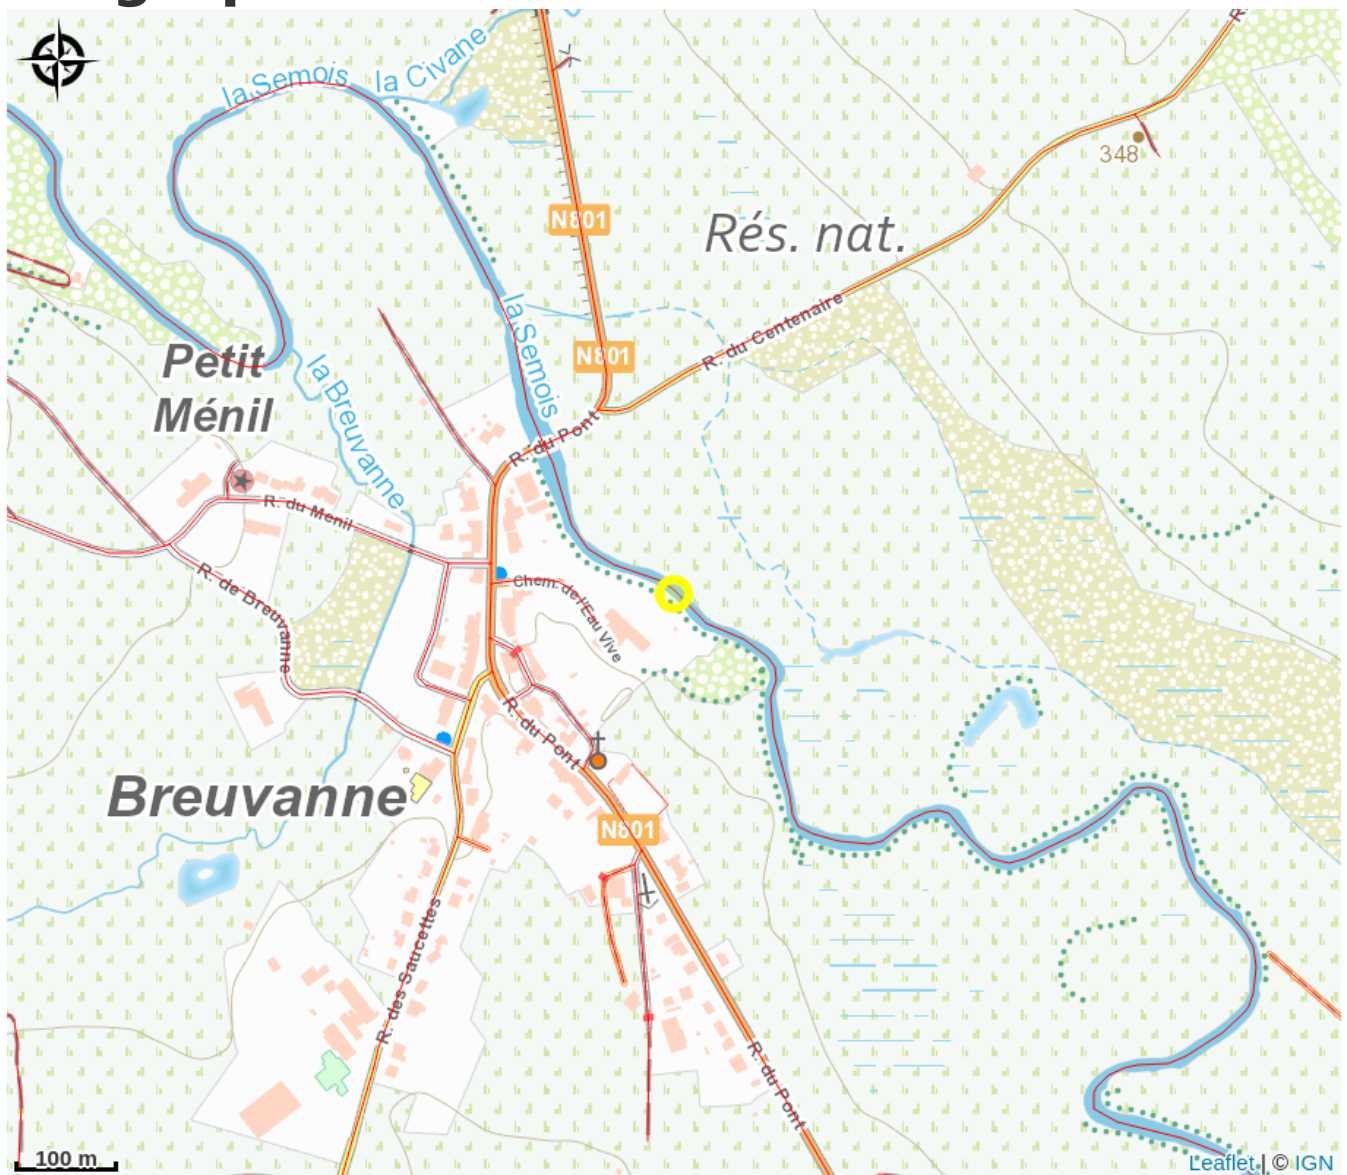 la Semois
la Civane
R.
348
N801
Rés. nat.
la Semois
R. du Centenaire
N801
Petit
Ménil
la Breuvanne
R. du Pont
R. du Menil
R. de Breuvanne
Chem. de l'Eau Vive
R. du Pont
Breuvanne
N801
R. des Saucettes
R. du Pont
100 m
Leaflet | © IGN